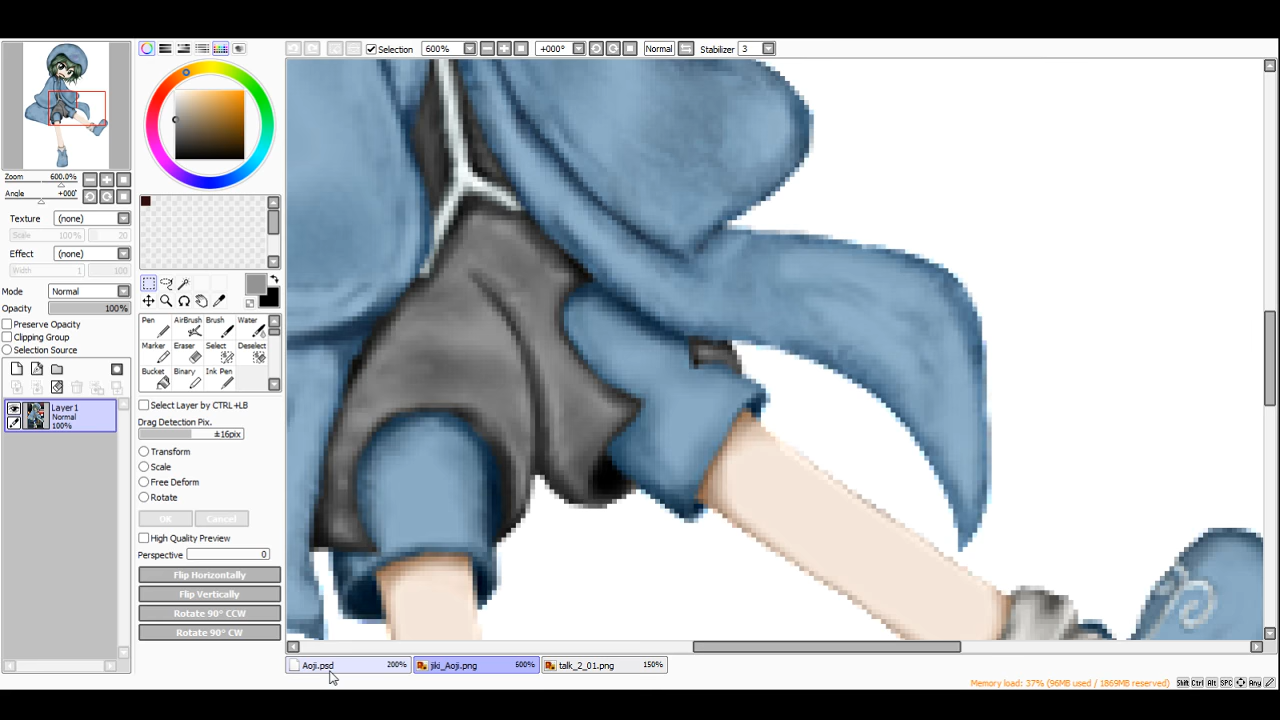 Selection 600% +000° Normal Stabilizer 3
Zoom 600.0%
Angle +000°
Texture (none)
Scale 100% 20
Effect (none)
Width 1 100
Mode Normal
Opacity 100%
Preserve Opacity
Clipping Group
Selection Source
Layer1
Normal
100%
Pen AirBrush Brush Water
Marker Eraser Select Deselect
Bucket Binary Ink Pen
Select Layer by CTRL+LB
Drag Detection Pix.
±16pix
Transform
Scale
Free Deform
Rotate
OK Cancel
High Quality Preview
Perspective 0
Flip Horizontally
Flip Vertically
Rotate 90° CCW
Rotate 90° CW
Aoji.psd 200% jiki_Aoji.png 600% talk_2_01.png 150%
Memory load: 37% (96MB used / 1869MB reserved) Shift Ctrl Alt SPC Any